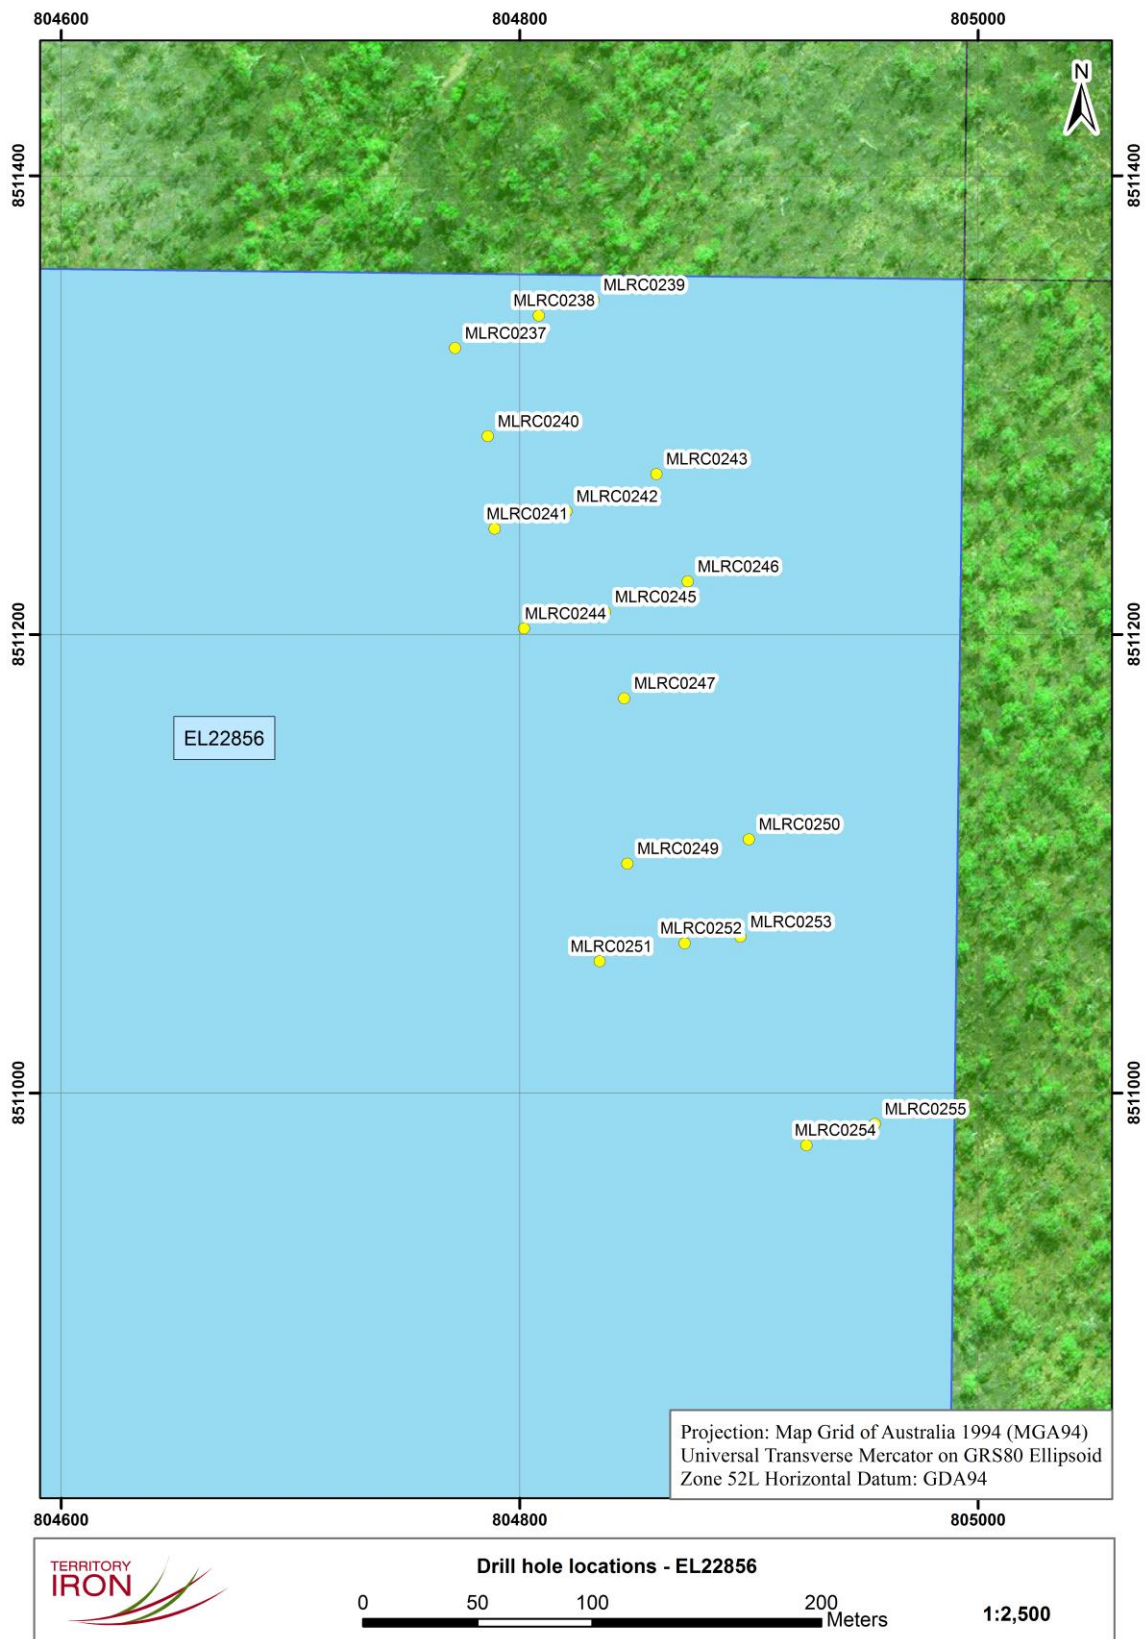 804600
804800
805000
N
8511400
8511400
MLRC0239
MLRC0238
MLRC0237
MLRC0240
MLRC0243
MLRC0242
MLRC0241
MLRC0246
MLRC0245
MLRC0244
8511200
8511200
MLRC0247
EL22856
MLRC0250
MLRC0249
MLRC0253
MLRC0252
MLRC0251
8511000
8511000
MLRC0255
MLRC0254
Projection: Map Grid of Australia 1994 (MGA94)
Universal Transverse Mercator on GRS80 Ellipsoid
Zone 52L Horizontal Datum: GDA94
804600
804800
805000
TERRITORY
IRON
Drill hole locations - EL22856
0 50 100 200
Meters
1:2,500